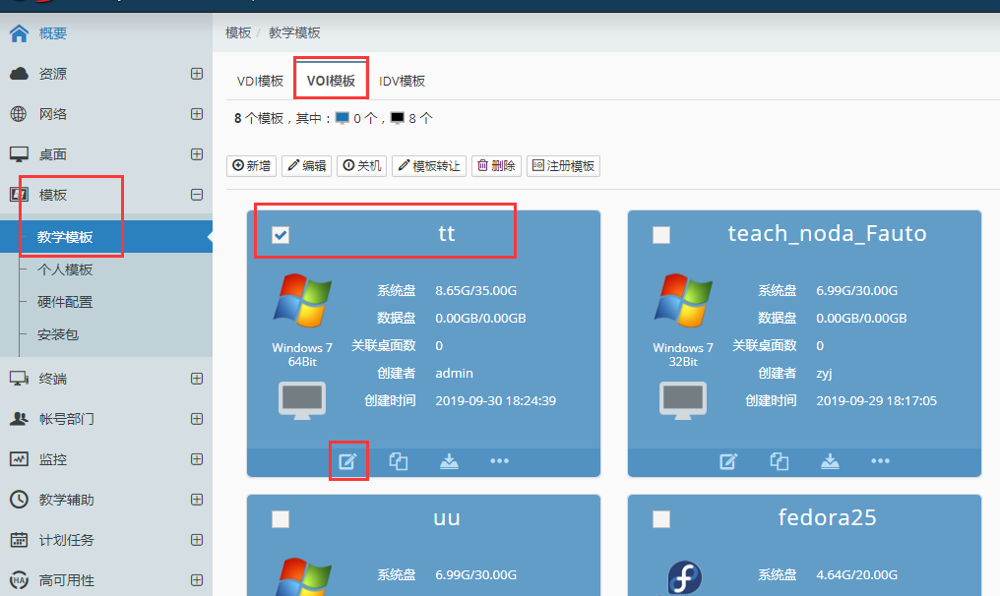 概要
资源
网络
桌面
模板
教学模板
个人模板
硬件配置
安装包
终端
帐号部门
监控
教学辅助
计划任务
高可用性
模板 / 教学模板
VDI模板 VOI模板 IDV模板
8 个模板，其中： 0 个， 8 个
新增 编辑 关机 模板转让 删除 注册模板
tt
Windows 7
64Bit
系统盘 8.65G/35.00G
数据盘 0.00GB/0.00GB
关联桌面数 0
创建者 admin
创建时间 2019-09-30 18:24:39
teach_noda_Fauto
Windows 7
32Bit
系统盘 6.99G/30.00G
数据盘 0.00GB/0.00GB
关联桌面数 0
创建者 zyj
创建时间 2019-09-29 18:17:05
uu
系统盘 6.99G/30.00G
fedora25
系统盘 4.64G/20.00G